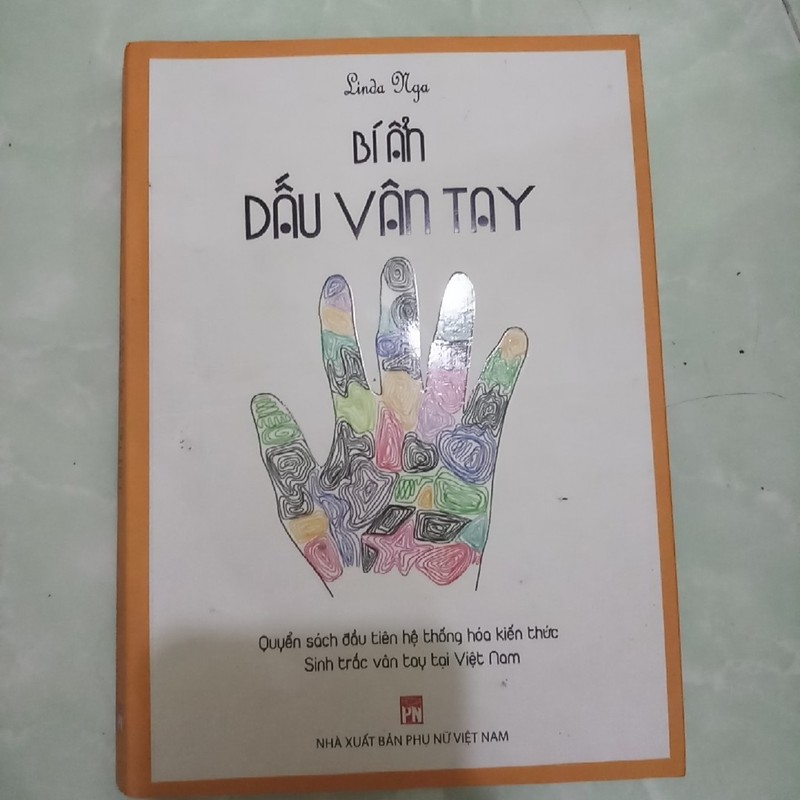 Linda Nga
BÍ ẨN
DẤU VÂN TAY
Quyển sách đầu tiên hệ thống hóa kiến thức
Sinh trắc vân tay tại Việt Nam
PN
NHÀ XUẤT BẢN PHỤ NỮ VIỆT NAM